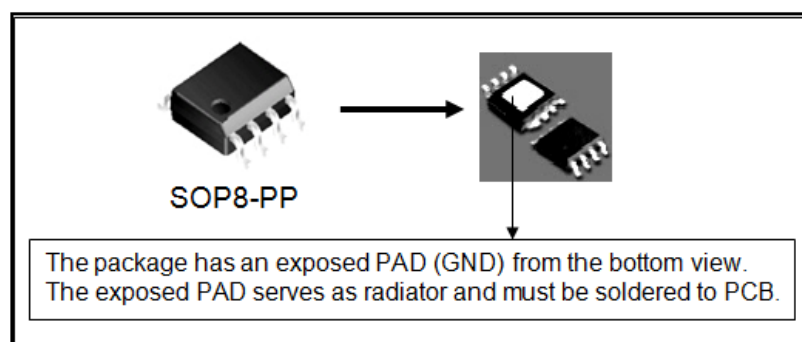 SOP8-PP
The package has an exposed PAD (GND) from the bottom view.
The exposed PAD serves as radiator and must be soldered to PCB.